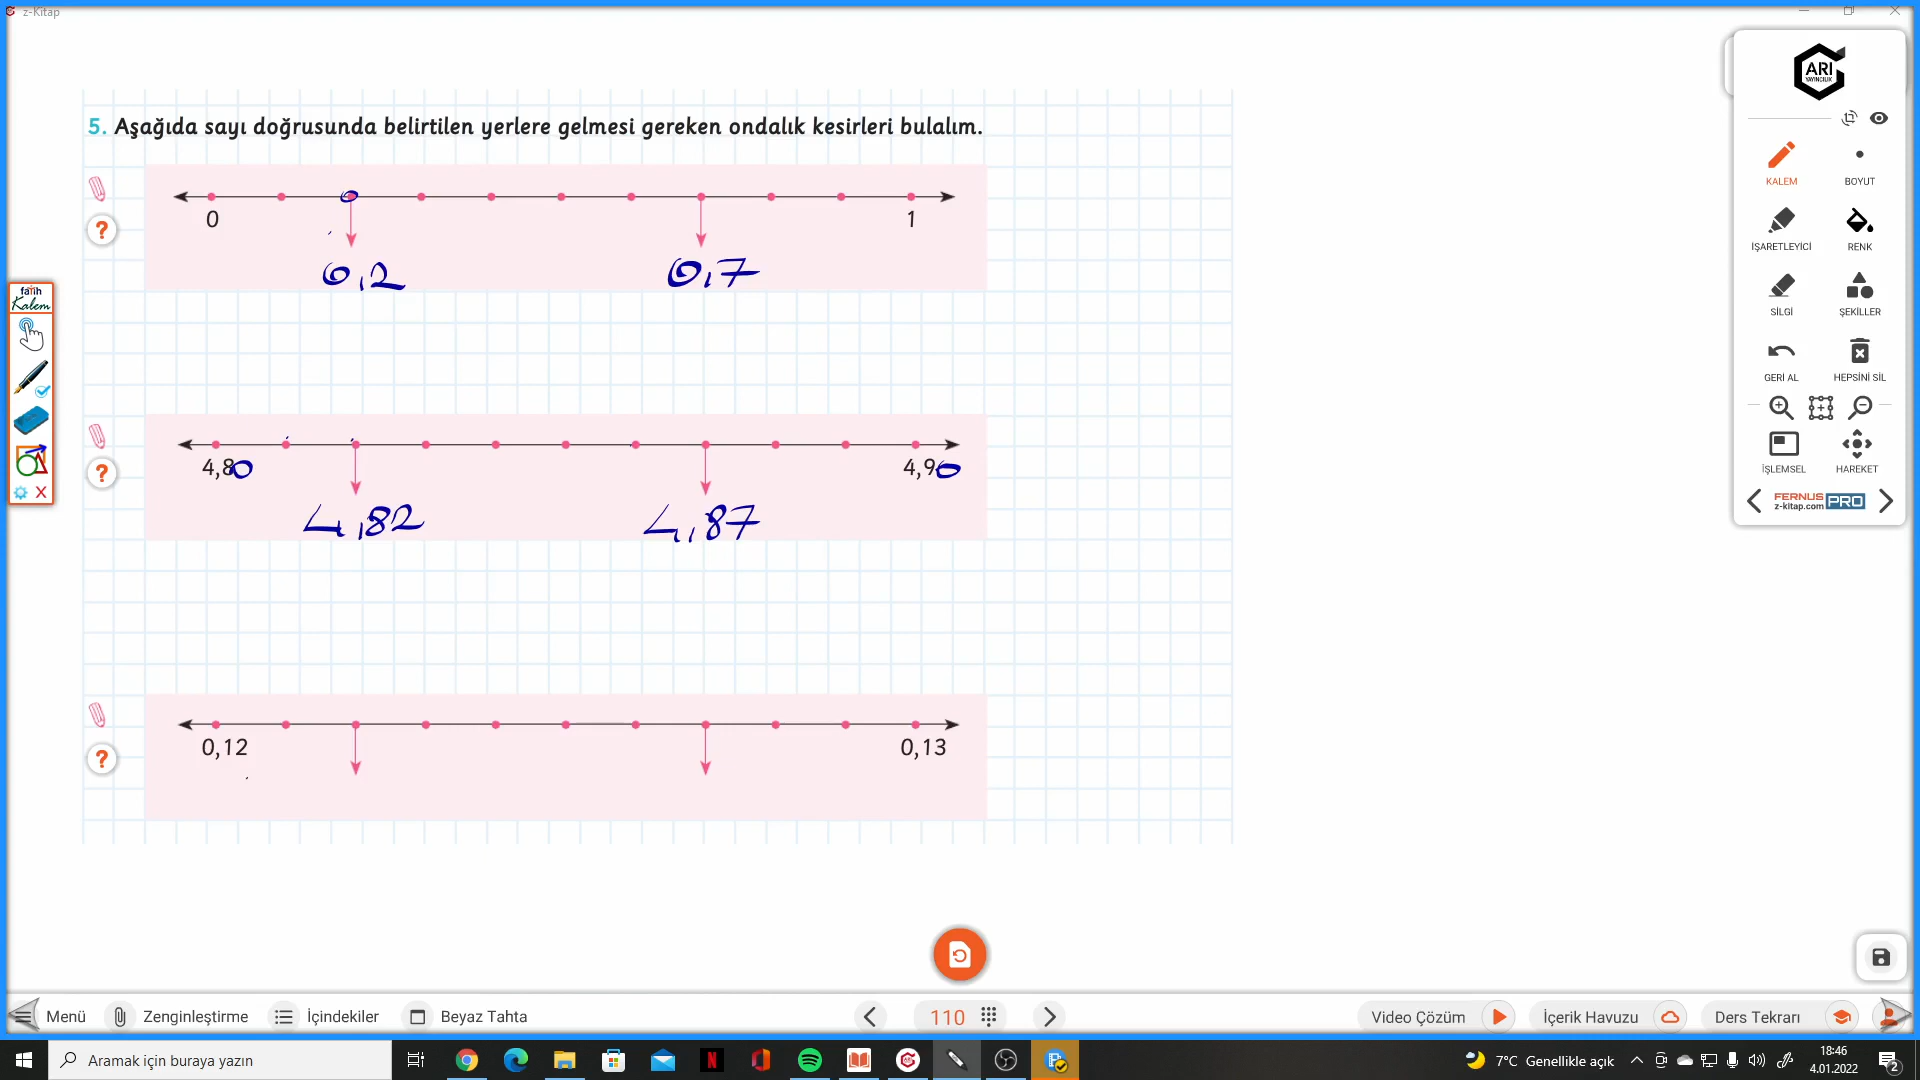 z-Kitap
5. Aşağıda sayı doğrusunda belirtilen yerlere gelmesi gereken ondalık kesirleri bulalım.
0
1
0,2
0,7
?
4,80
4,90
4,82
4,87
?
0,12
0,13
?
fatih
Kalem
ARI
YAYINCILIK
KALEM
BOYUT
İŞARETLEYİCİ
RENK
SİLGİ
ŞEKİLLER
GERİ AL
HEPSİNİ SİL
İŞLEMSEL
HAREKET
FERNUS PRO
z-kitap.com
Menü
Zenginleştirme
İçindekiler
Beyaz Tahta
110
Video Çözüm
İçerik Havuzu
Ders Tekrarı
Aramak için buraya yazın
7°C Genellikle açık
18:46
4.01.2022
2